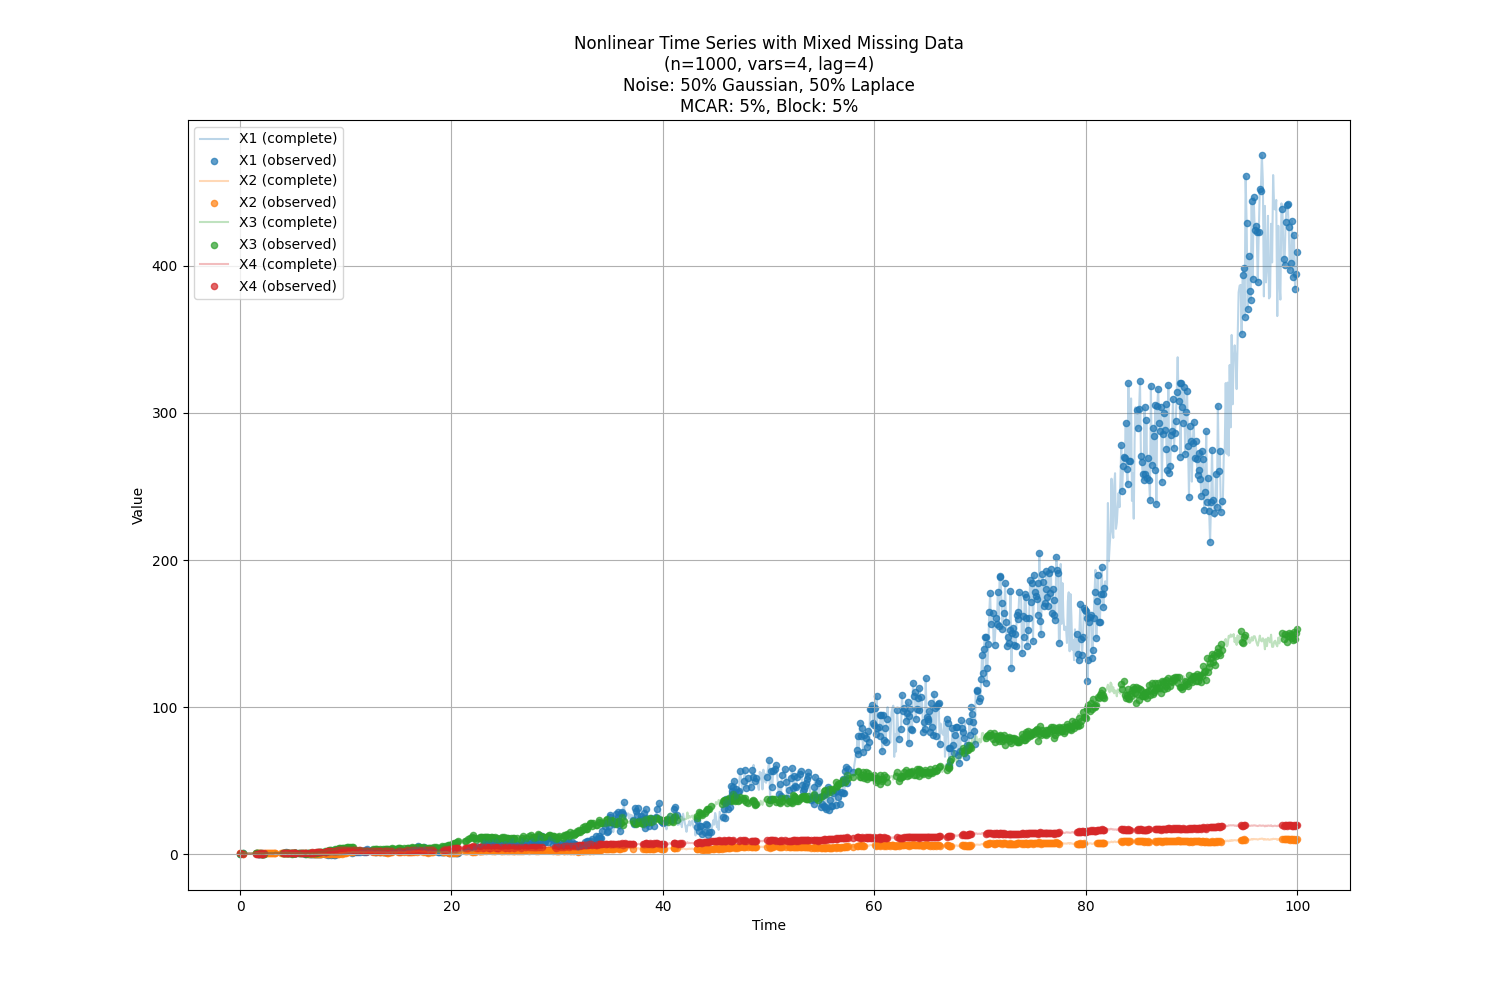 Nonlinear Time Series with Mixed Missing Data
(n=1000, vars=4, lag=4)
Noise: 50% Gaussian, 50% Laplace
MCAR: 5%, Block: 5%
X1 (complete)
X1 (observed)
X2 (complete)
X2 (observed)
X3 (complete)
X3 (observed)
X4 (complete)
X4 (observed)
400
300
200
100
0
Value
0 20 40 60 80 100
Time